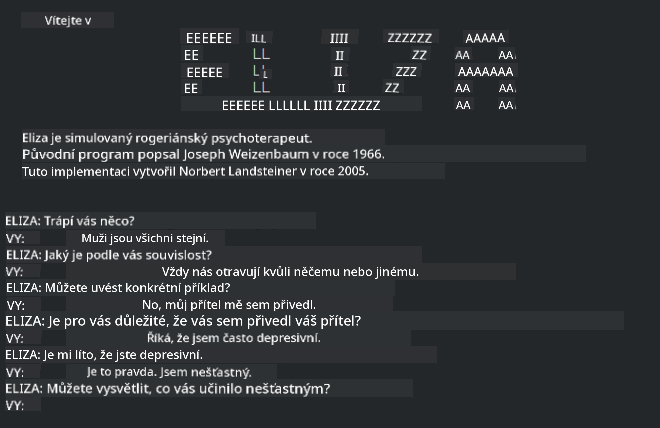 Vítejte v
EEEEEE ILL IIII ZZZZZZ AAAAA
EE LL II ZZ AA AA
EEEEE L'L II ZZZ AAAAAAA
EE LL II ZZ AA AA
EEEEEE LLLLLL IIII ZZZZZZ AA AA
Eliza je simulovaný rogeriánský psychoterapeut.
Původní program popsal Joseph Weizenbaum v roce 1966.
Tuto implementaci vytvořil Norbert Landsteiner v roce 2005.
ELIZA: Trápí vás něco?
VY: Muži jsou všichni stejní.
ELIZA: Jaký je podle vás souvislost?
VY: Vždy nás otravují kvůli něčemu nebo jinému.
ELIZA: Můžete uvést konkrétní příklad?
VY: No, můj přítel mě sem přivedl.
ELIZA: Je pro vás důležité, že vás sem přivedl váš přítel?
VY: Říká, že jsem často depresivní.
ELIZA: Je mi líto, že jste depresivní.
VY: Je to pravda. Jsem nešťastný.
ELIZA: Můžete vysvětlit, co vás učinilo nešťastným?
VY: